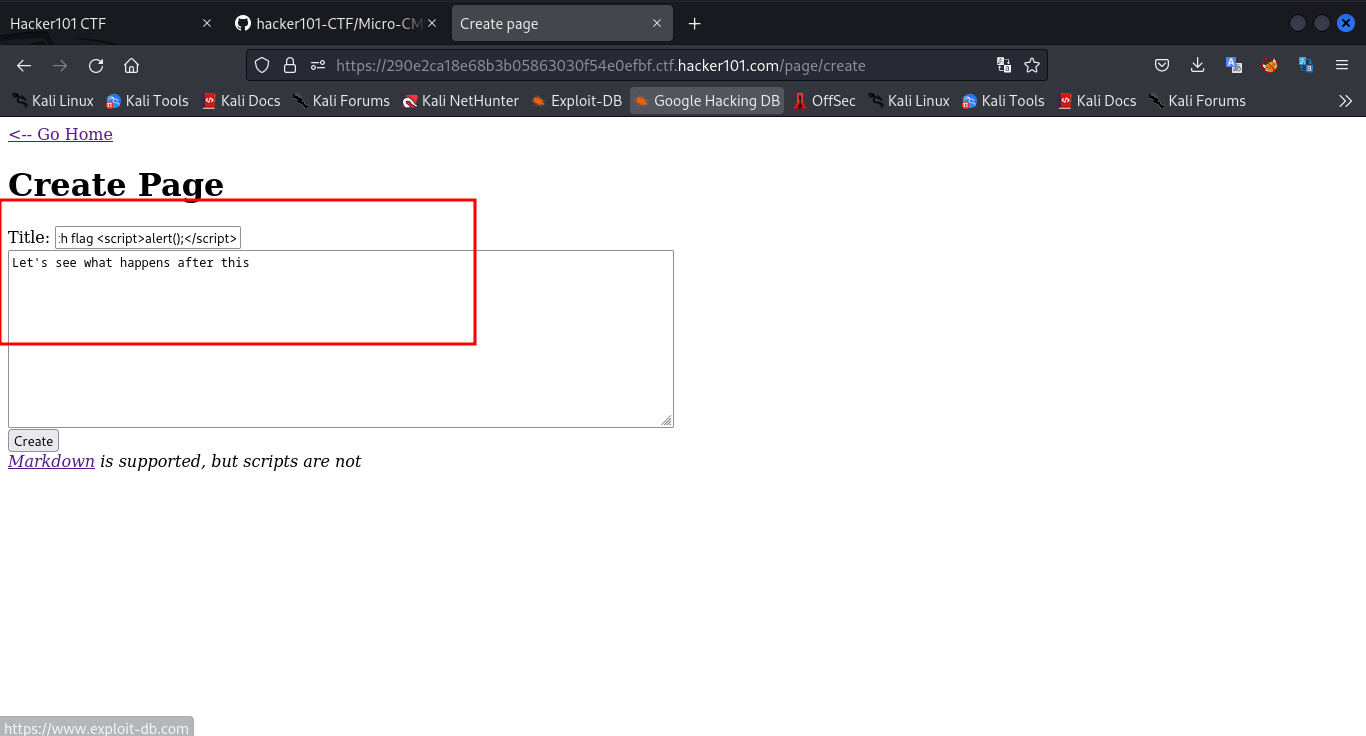 Hacker101 CTF
hacker101-CTF/Micro-CM
Create page
https://290e2ca18e68b3b05863030f54e0efbf.ctf.hacker101.com/page/create
Kali Linux Kali Tools Kali Docs Kali Forums Kali NetHunter Exploit-DB Google Hacking DB OffSec Kali Linux Kali Tools Kali Docs Kali Forums
<-- Go Home
Create Page
Title: h flag <script>alert();</script>
Let's see what happens after this
Create
Markdown is supported, but scripts are not
https://www.exploit-db.com